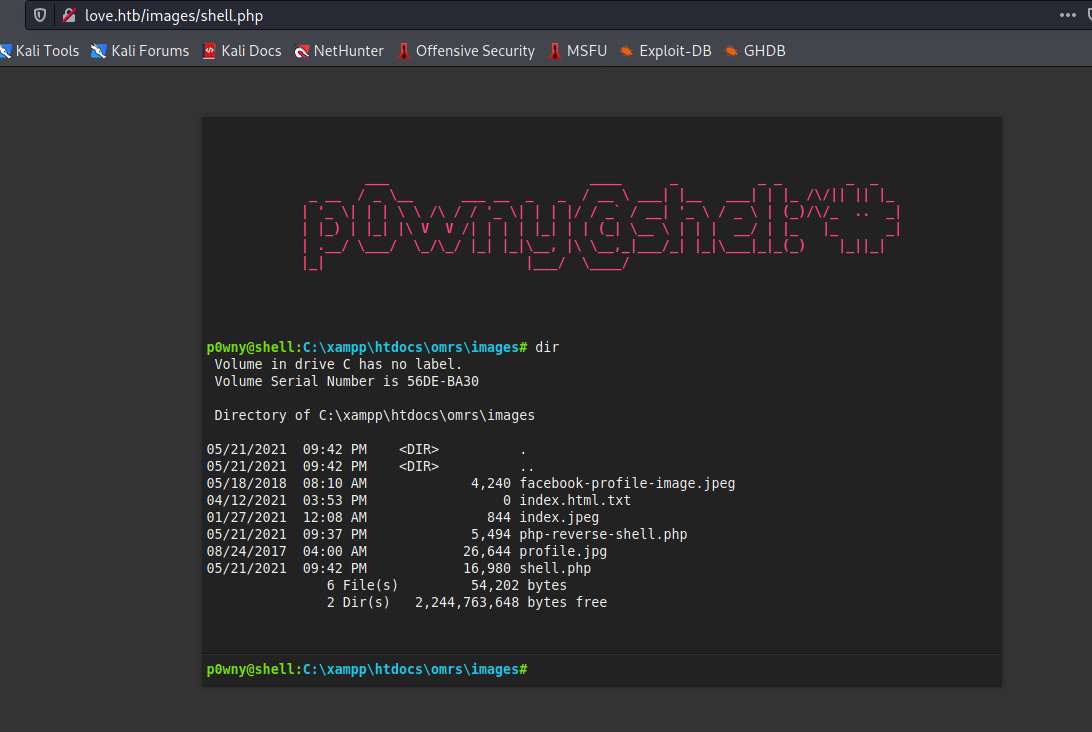 love.htb/images/shell.php
Kali Tools Kali Forums Kali Docs NetHunter Offensive Security MSFU Exploit-DB GHDB
p0wny@shell:~#
p0wny@shell:C:\xampp\htdocs\omrs\images# dir
Volume in drive C has no label.
Volume Serial Number is 56DE-BA30
Directory of C:\xampp\htdocs\omrs\images
05/21/2021 09:42 PM <DIR> .
05/21/2021 09:42 PM <DIR> ..
05/18/2018 08:10 AM 4,240 facebook-profile-image.jpeg
04/12/2021 03:53 PM 0 index.html.txt
01/27/2021 12:08 AM 844 index.jpeg
05/21/2021 09:37 PM 5,494 php-reverse-shell.php
08/24/2017 04:00 AM 26,644 profile.jpg
05/21/2021 09:42 PM 16,980 shell.php
6 File(s) 54,202 bytes
2 Dir(s) 2,244,763,648 bytes free
p0wny@shell:C:\xampp\htdocs\omrs\images#